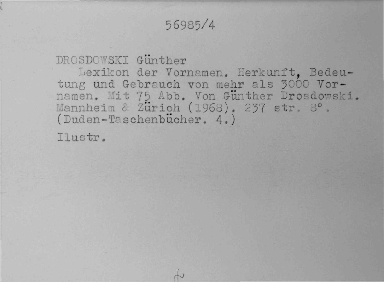 56985/4
DROSDOWSKI Günther
Lexikon der Vornamen. Herkunft, Bedeu-
tung und Gebrauch von mehr als 3000 Vor-
namen. Mit 75 Abb. Von Günther Drosdowski.
Mannheim & Zürich (1968). 237 str. 8°.
(Duden-Taschenbücher. 4.)
Ilustr.